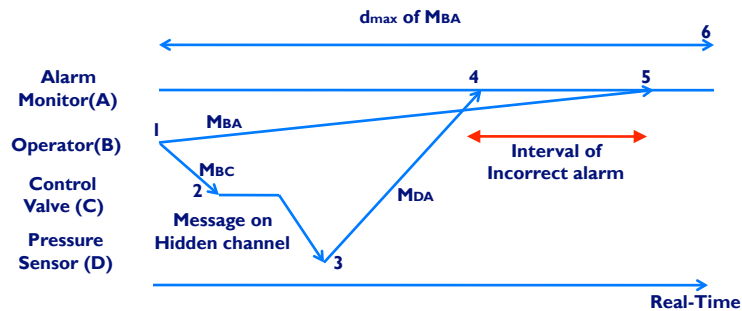 dmax of MBA
6
Alarm
Monitor(A)
4
5
1
MBA
Operator(B)
Interval of
Incorrect alarm
MBC
Control
Valve (C)
2
MDA
Message on
Hidden channel
Pressure
Sensor (D)
3
Real-Time